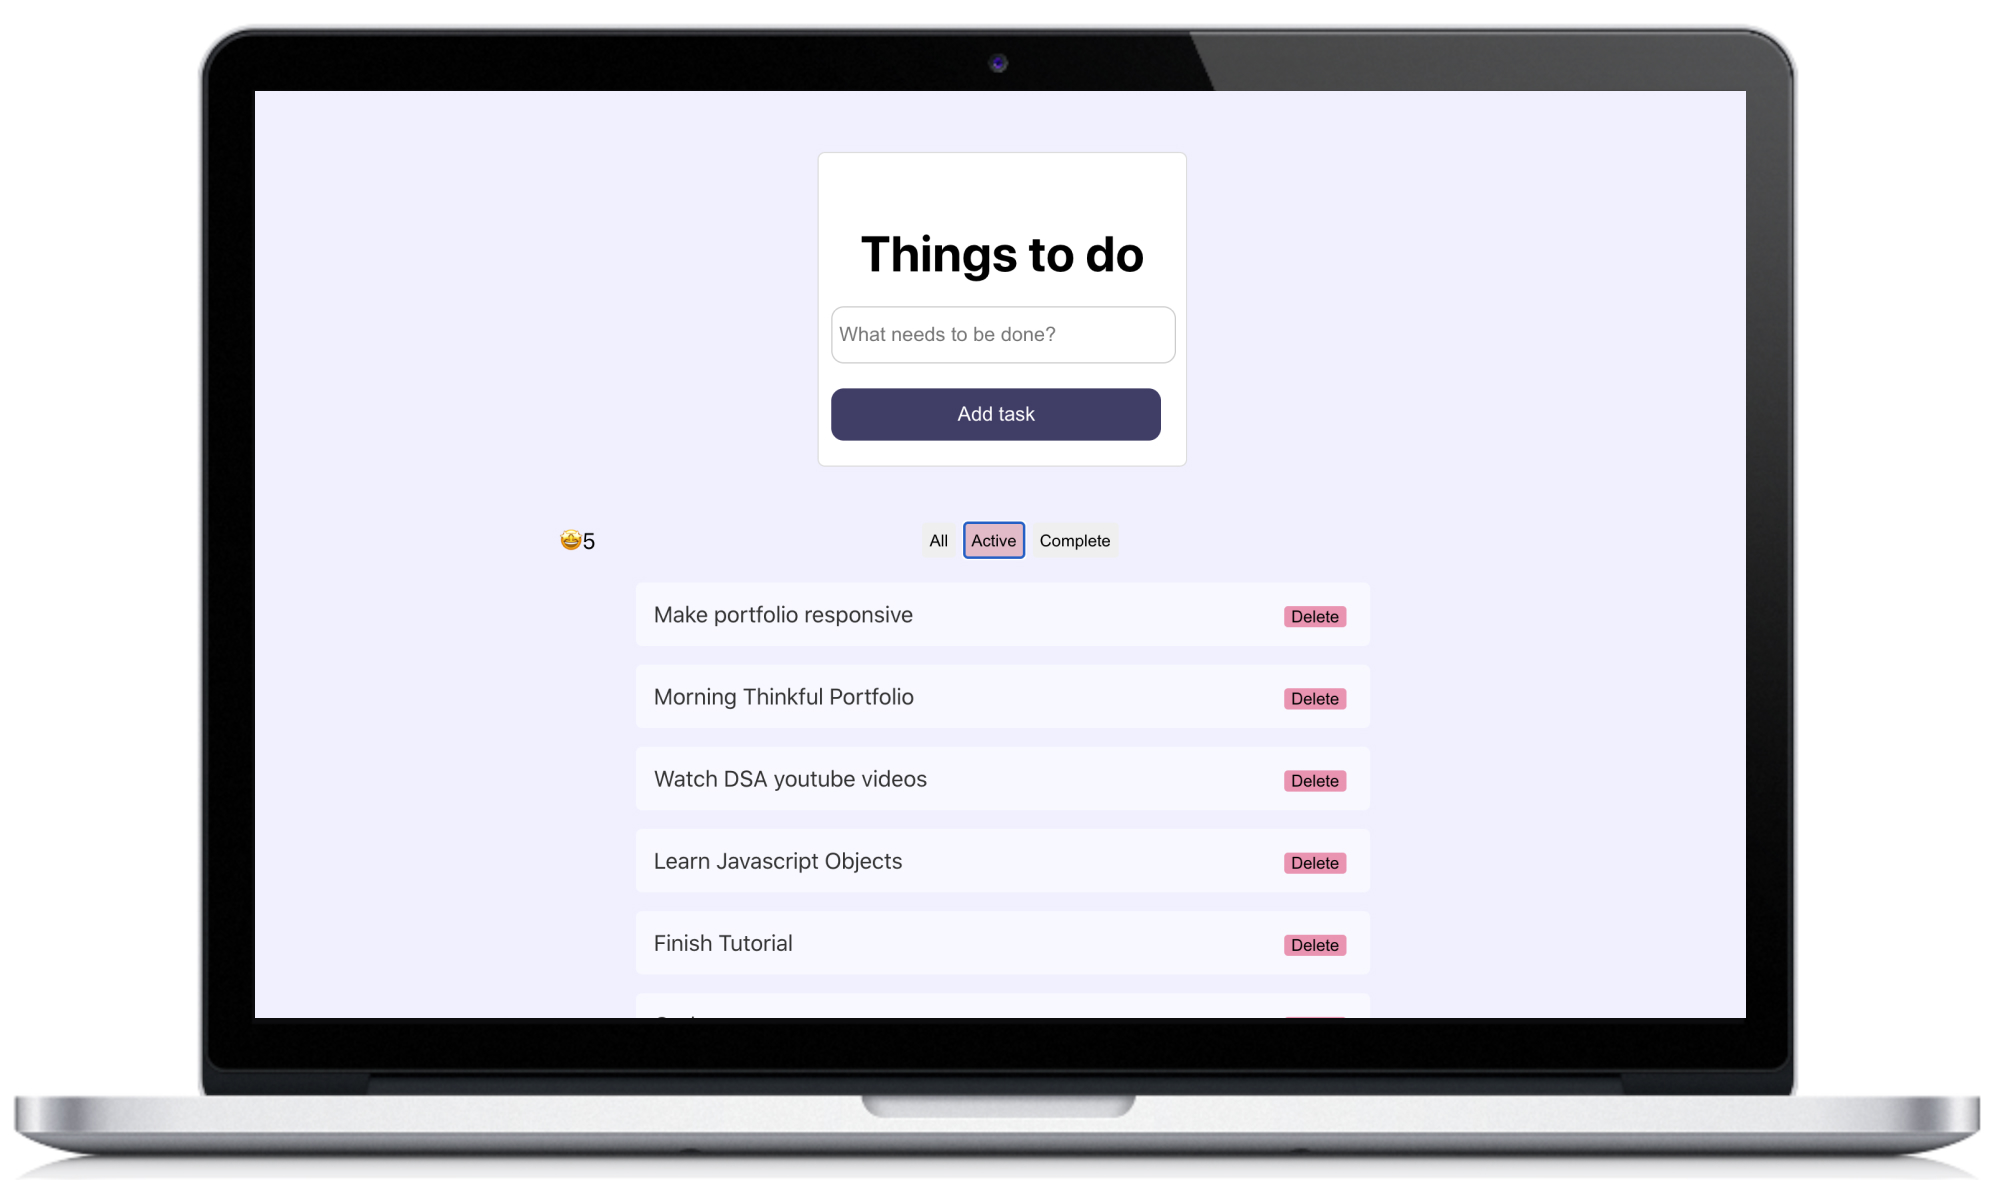 Things to do
What needs to be done?
Add task
🤩5 All Active Complete
Make portfolio responsive Delete
Morning Thinkful Portfolio Delete
Watch DSA youtube videos Delete
Learn Javascript Objects Delete
Finish Tutorial Delete